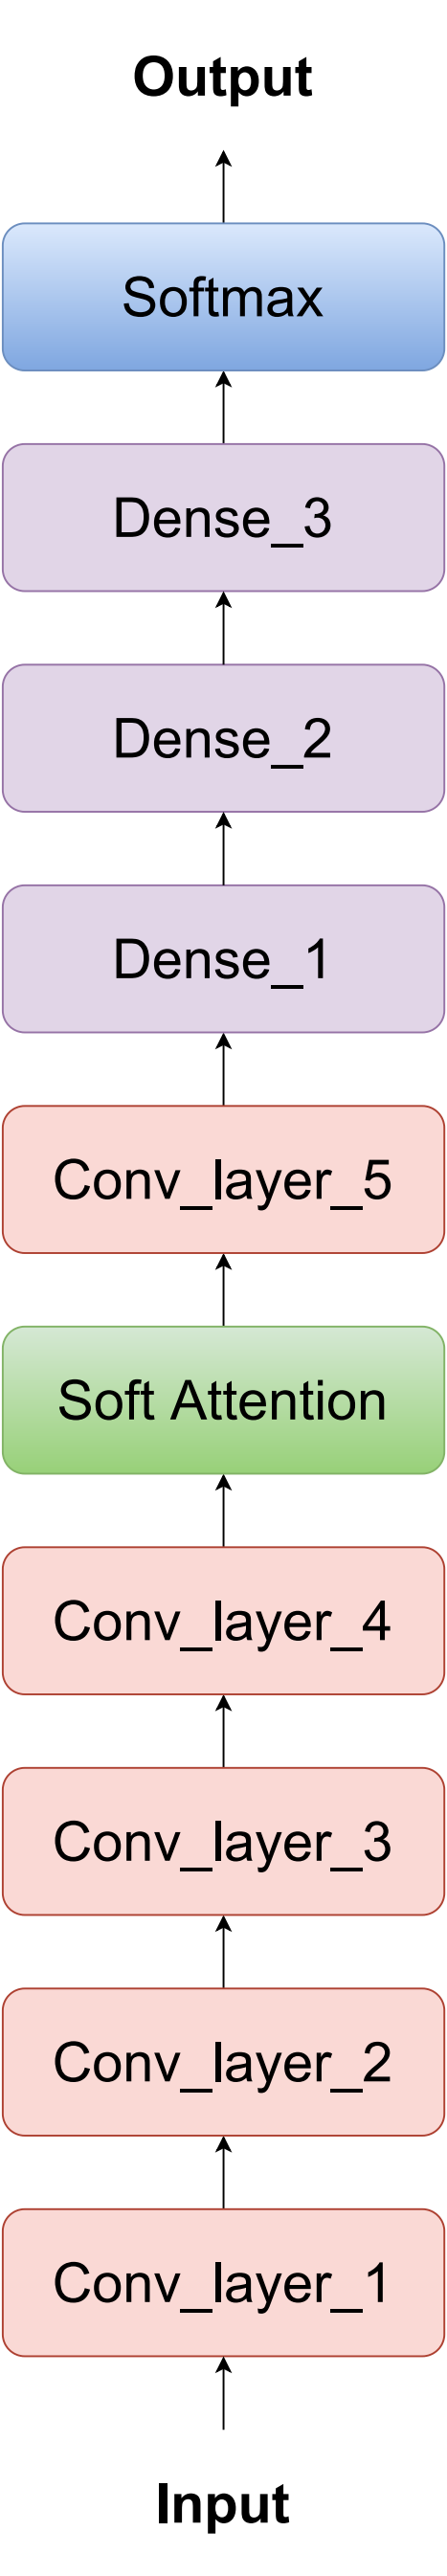 Output
Softmax
Dense_3
Dense_2
Dense_1
Conv_layer_5
Soft Attention
Conv_layer_4
Conv_layer_3
Conv_layer_2
Conv_layer_1
Input